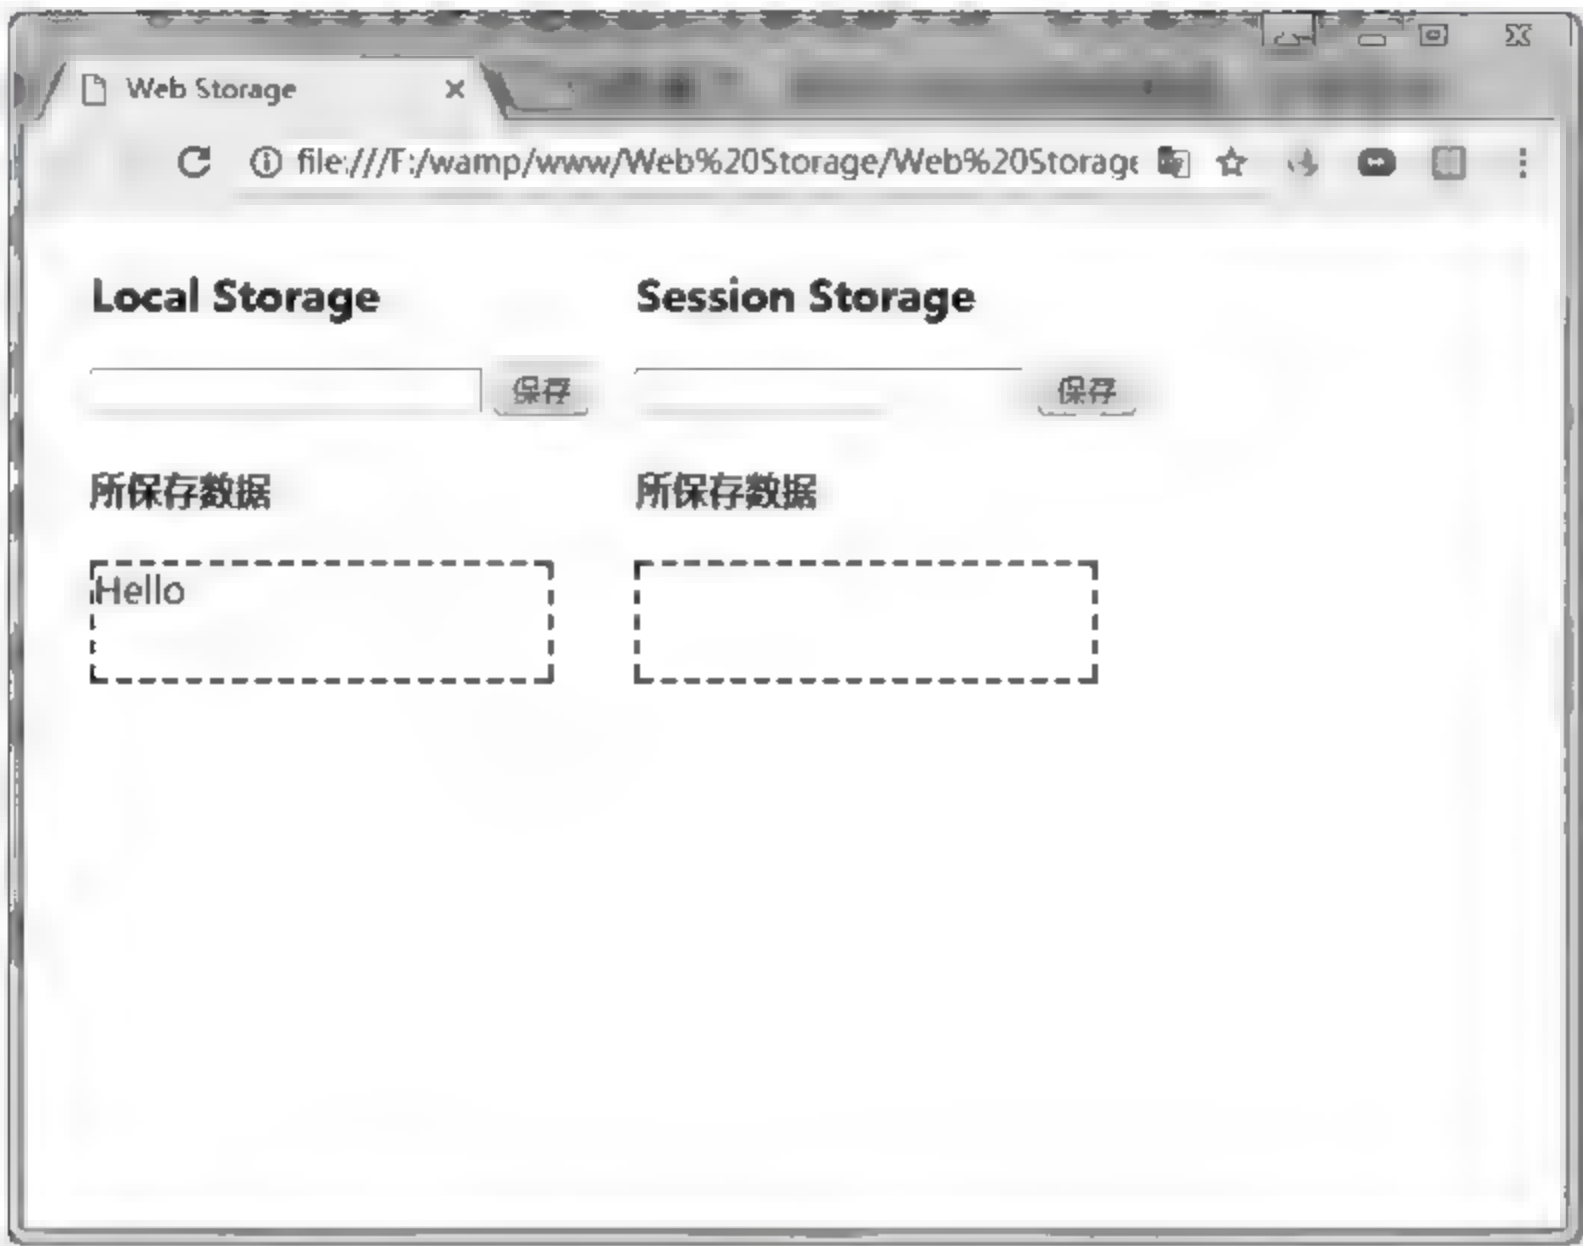 Web Storage
file:///F:/wamp/www/Web%20Storage/Web%20Storage
Local Storage
Session Storage
保存
保存
所保存数据
所保存数据
Hello